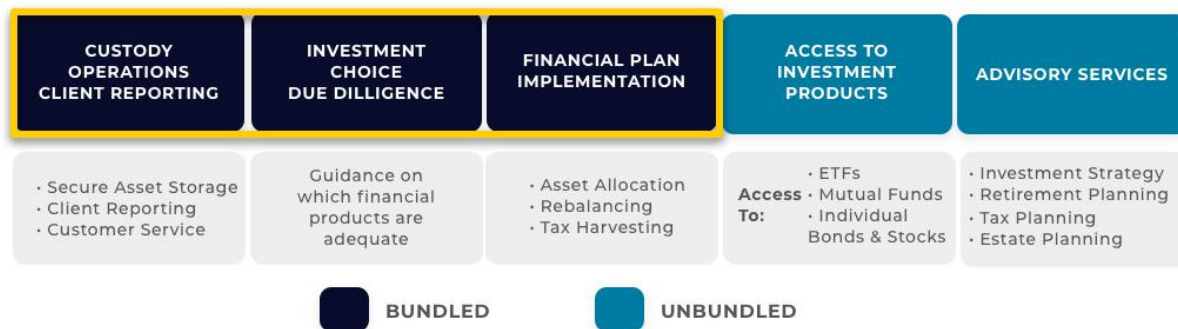 CUSTODY
OPERATIONS
CLIENT REPORTING
INVESTMENT
CHOICE
DUE DILLIGENCE
FINANCIAL PLAN
IMPLEMENTATION
ACCESS TO
INVESTMENT
PRODUCTS
ADVISORY SERVICES
· Secure Asset Storage
· Client Reporting
· Customer Service
Guidance on
which financial
products are
adequate
· Asset Allocation
· Rebalancing
· Tax Harvesting
Access To:
· ETFs
· Mutual Funds
· Individual
Bonds & Stocks
· Investment Strategy
· Retirement Planning
· Tax Planning
· Estate Planning
BUNDLED
UNBUNDLED